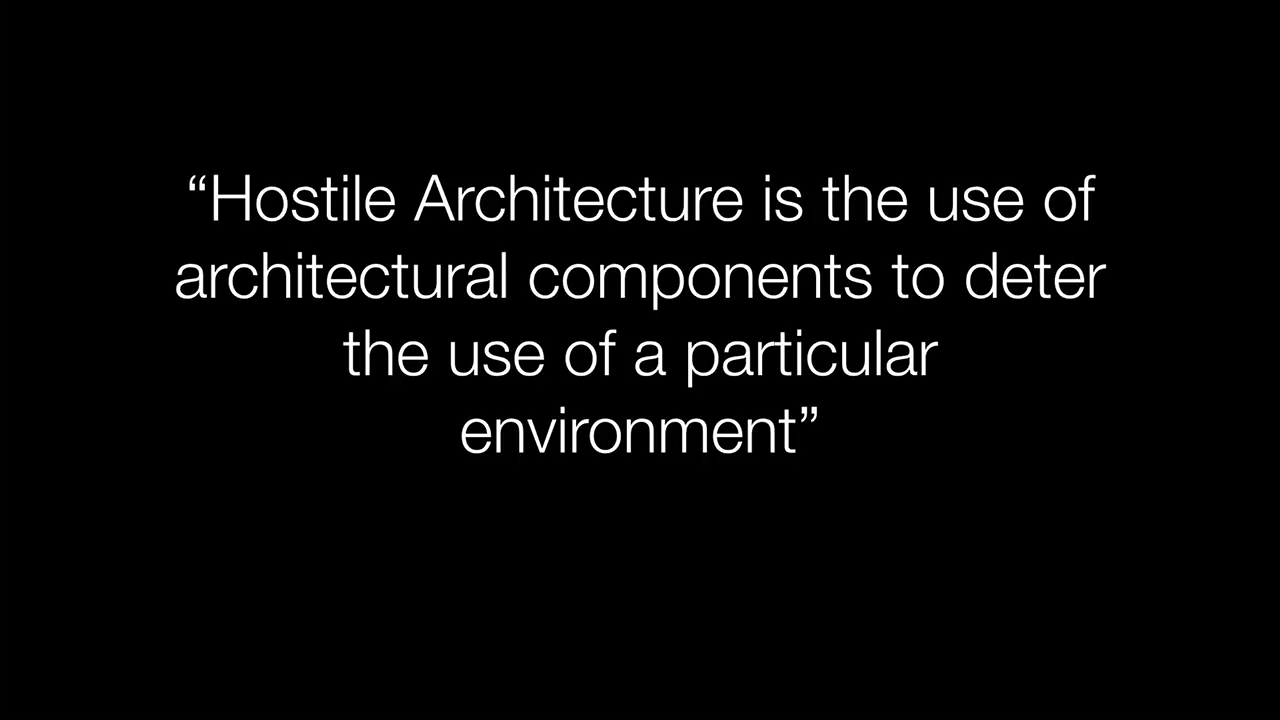 “Hostile Architecture is the use of
architectural components to deter
the use of a particular
environment”